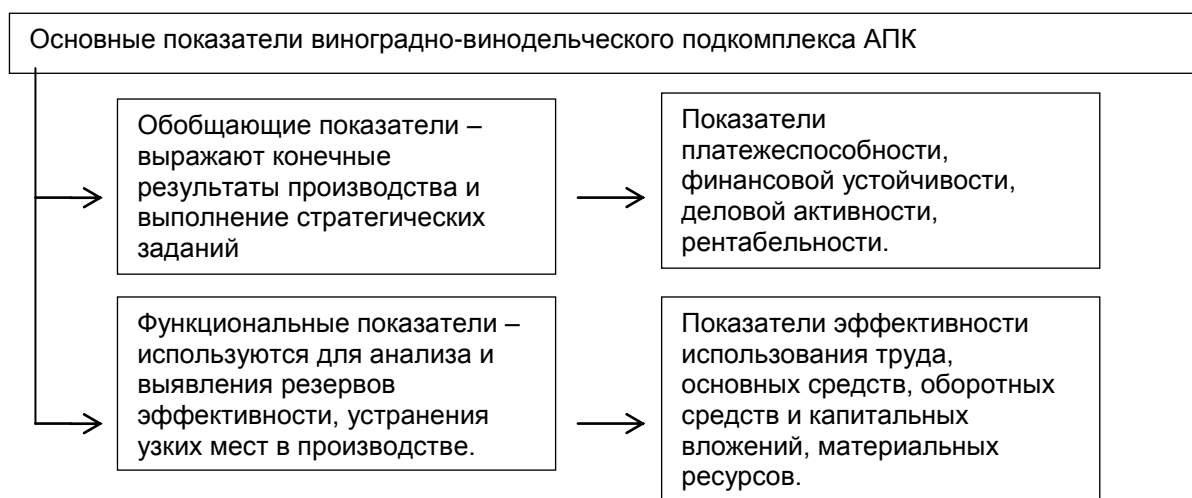 Основные показатели виноградно-винодельческого подкомплекса АПК
Обобщающие показатели –
выражают конечные
результаты производства и
выполнение стратегических
заданий
Показатели
платежеспособности,
финансовой устойчивости,
деловой активности,
рентабельности.
Функциональные показатели –
используются для анализа и
выявления резервов
эффективности, устранения
узких мест в производстве.
Показатели эффективности
использования труда,
основных средств, оборотных
средств и капитальных
вложений, материальных
ресурсов.